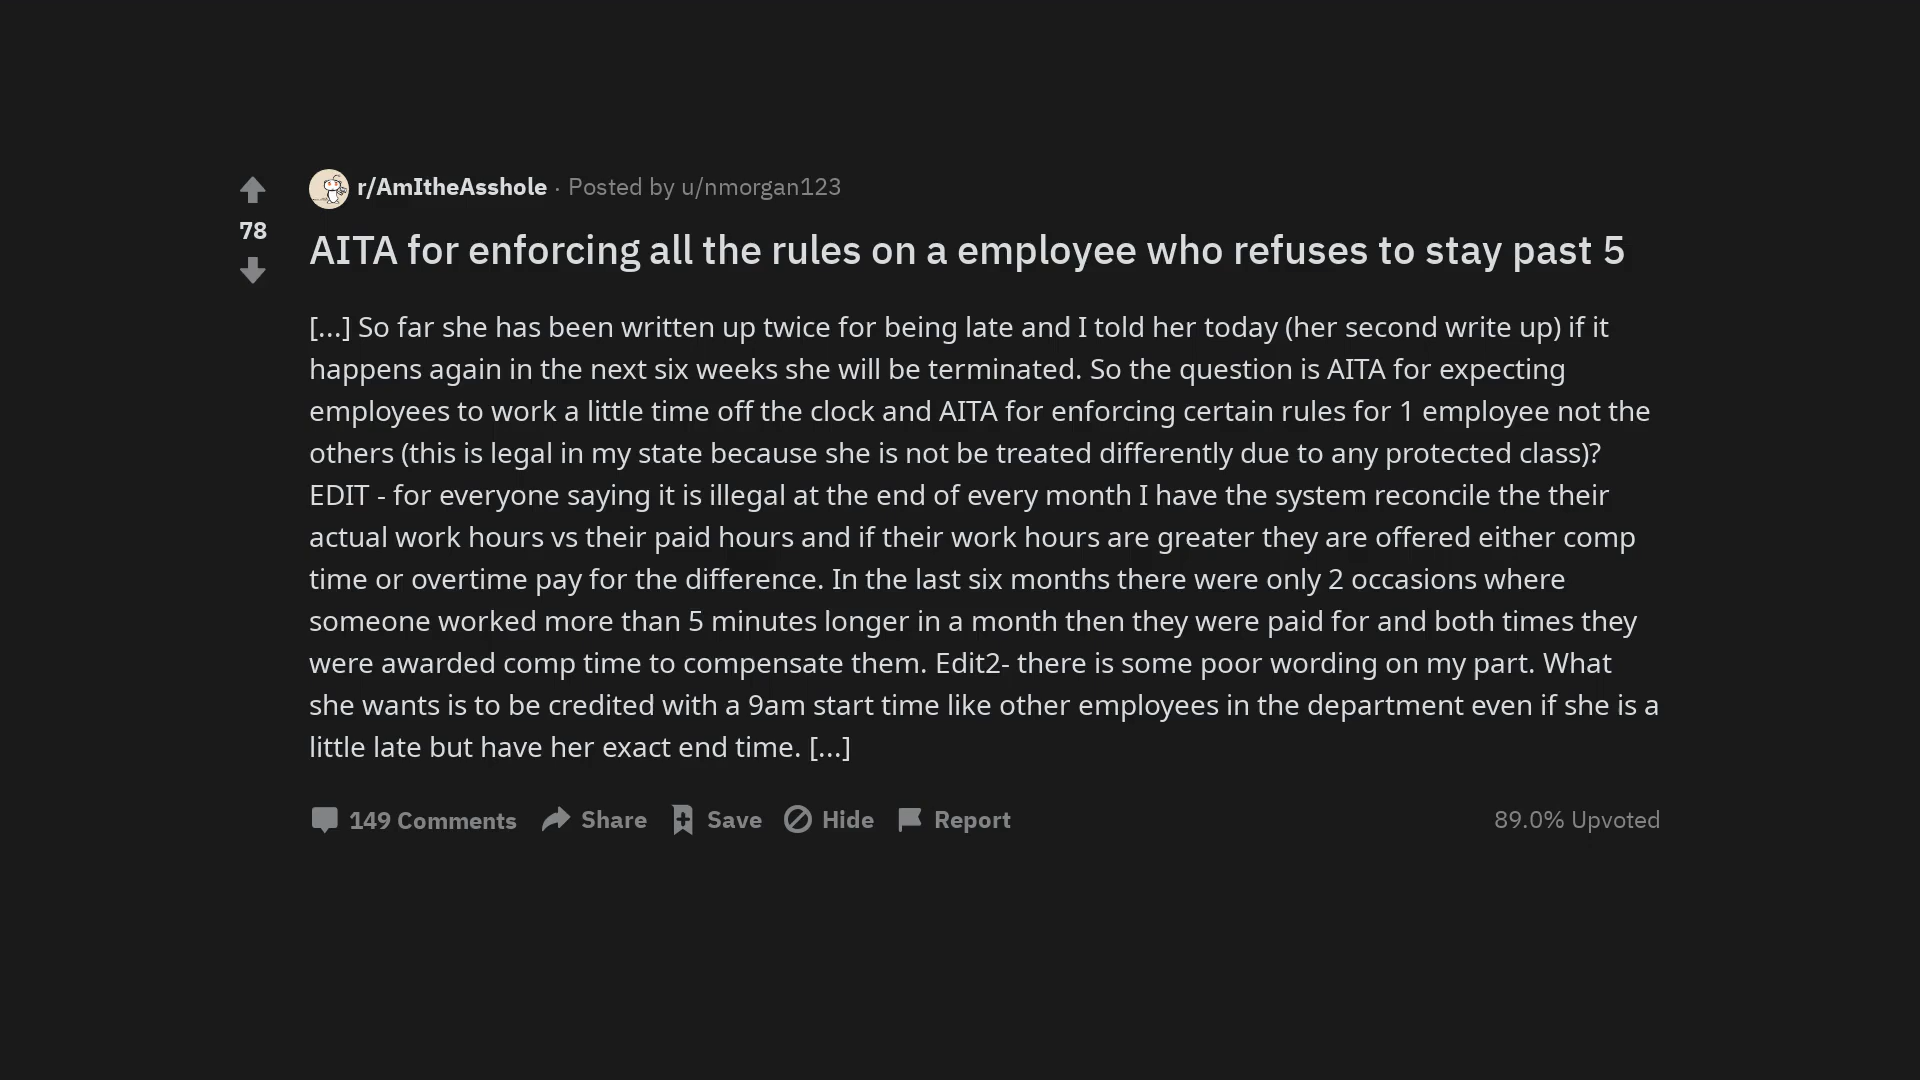 r/AmItheAsshole · Posted by u/nmorgan123
78
AITA for enforcing all the rules on a employee who refuses to stay past 5
[...] So far she has been written up twice for being late and I told her today (her second write up) if it
happens again in the next six weeks she will be terminated. So the question is AITA for expecting
employees to work a little time off the clock and AITA for enforcing certain rules for 1 employee not the
others (this is legal in my state because she is not be treated differently due to any protected class)?
EDIT - for everyone saying it is illegal at the end of every month I have the system reconcile the their
actual work hours vs their paid hours and if their work hours are greater they are offered either comp
time or overtime pay for the difference. In the last six months there were only 2 occasions where
someone worked more than 5 minutes longer in a month then they were paid for and both times they
were awarded comp time to compensate them. Edit2- there is some poor wording on my part. What
she wants is to be credited with a 9am start time like other employees in the department even if she is a
little late but have her exact end time. [...]
149 Comments Share Save Hide Report 89.0% Upvoted